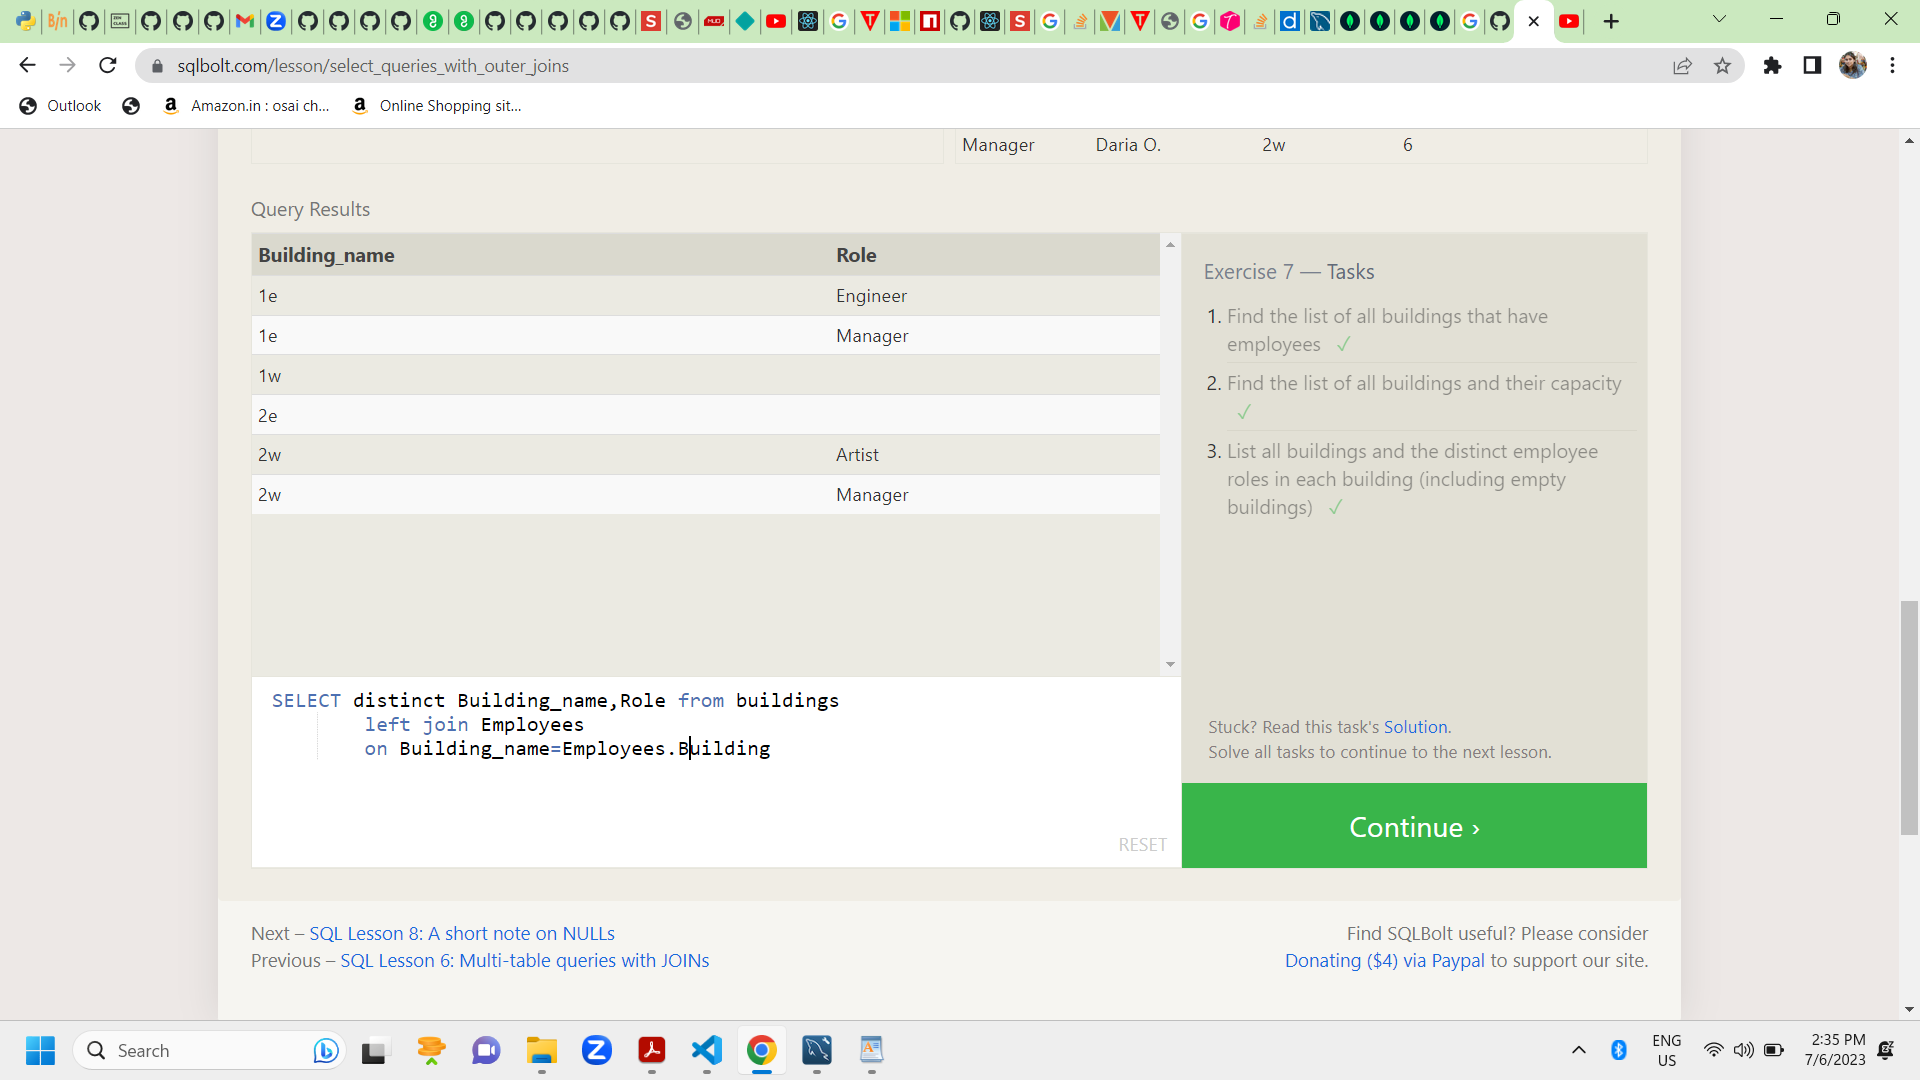 sqlbolt.com/lesson/select_queries_with_outer_joins
Outlook
Amazon.in : osai ch...
Online Shopping sit...
Manager Daria O. 2w 6
Query Results
Building_name Role
1e Engineer
1e Manager
1w
2e
2w Artist
2w Manager
Exercise 7 — Tasks
1. Find the list of all buildings that have
employees ✓
2. Find the list of all buildings and their capacity
✓
3. List all buildings and the distinct employee
roles in each building (including empty
buildings) ✓
SELECT distinct Building_name,Role from buildings
left join Employees
on Building_name=Employees.Building
RESET
Stuck? Read this task's Solution.
Solve all tasks to continue to the next lesson.
Continue ›
Next – SQL Lesson 8: A short note on NULLs
Previous – SQL Lesson 6: Multi-table queries with JOINs
Find SQLBolt useful? Please consider
Donating ($4) via Paypal to support our site.
Search
ENG
US
2:35 PM
7/6/2023